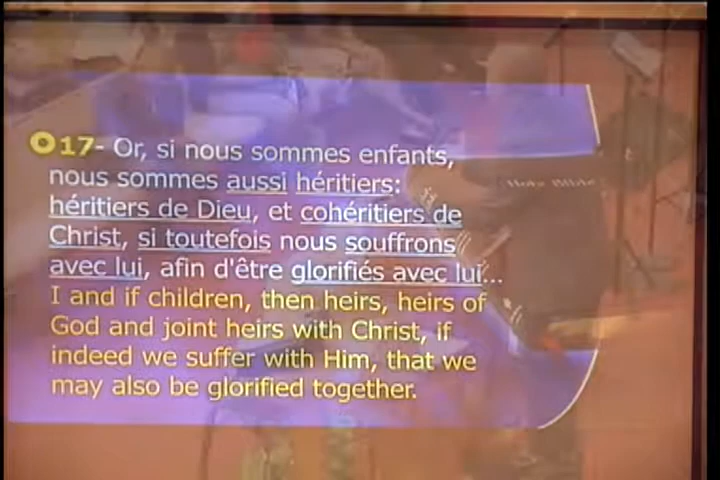 17- Or, si nous sommes enfants,
nous sommes aussi héritiers:
héritiers de Dieu, et cohéritiers de
Christ, si toutefois nous souffrons
avec lui, afin d'être glorifiés avec lui...
I and if children, then heirs, heirs of
God and joint heirs with Christ, if
indeed we suffer with Him, that we
may also be glorified together.